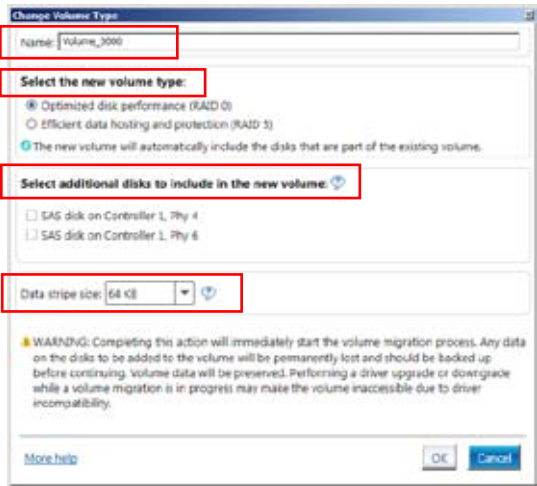 Change Volume Type
Name: Volume_3000
Select the new volume type:
Optimized disk performance (RAID 0)
Efficient data hosting and protection (RAID 5)
The new volume will automatically include the disks that are part of the existing volume.
Select additional disks to include in the new volume: ?
SAS disk on Controller 1, Phy 4
SAS disk on Controller 1, Phy 6
Data stripe size: 64 KB ?
WARNING: Completing this action will immediately start the volume migration process. Any data
on the disks to be added to the volume will be permanently lost and should be backed up
before continuing. Volume data will be preserved. Performing a driver upgrade or downgrade
while a volume migration is in progress may make the volume inaccessible due to driver
incompatibility.
More help
OK
Cancel